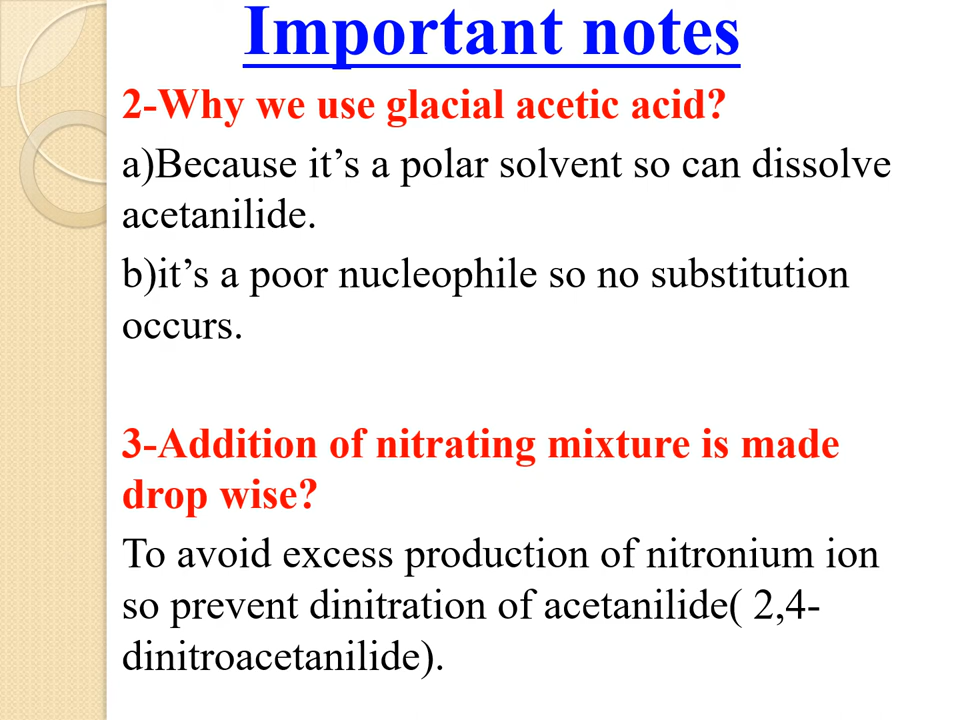 Important notes
2-Why we use glacial acetic acid?
a)Because it’s a polar solvent so can dissolve
acetanilide.
b)it’s a poor nucleophile so no substitution
occurs.
3-Addition of nitrating mixture is made
drop wise?
To avoid excess production of nitronium ion
so prevent dinitration of acetanilide( 2,4-
dinitroacetanilide).